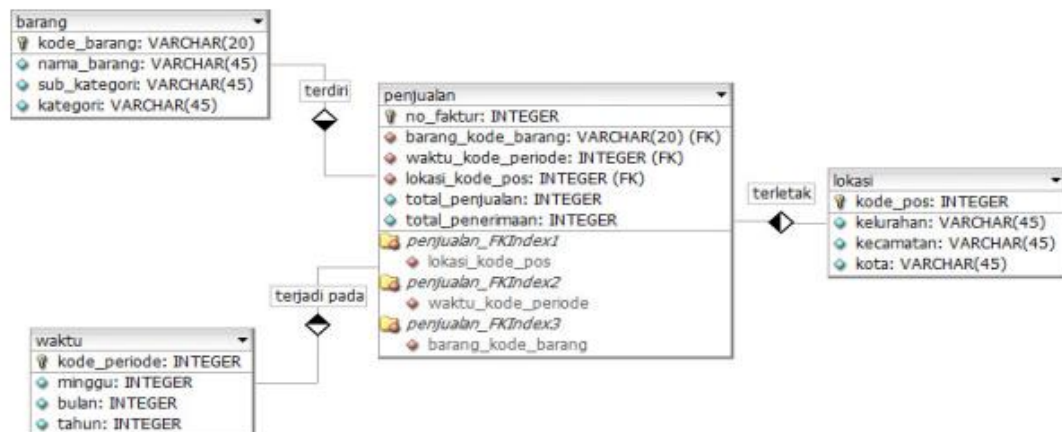 barang
kode_barang: VARCHAR(20)
nama_barang: VARCHAR(45)
sub_kategori: VARCHAR(45)
kategori: VARCHAR(45)
terdiri
penjualan
no_faktur: INTEGER
barang_kode_barang: VARCHAR(20) (FK)
waktu_kode_periode: INTEGER (FK)
lokasi_kode_pos: INTEGER (FK)
total_penjualan: INTEGER
total_penerimaan: INTEGER
penjualan_FKIndex1
lokasi_kode_pos
penjualan_FKIndex2
waktu_kode_periode
penjualan_FKIndex3
barang_kode_barang
terletak
lokasi
kode_pos: INTEGER
kelurahan: VARCHAR(45)
kecamatan: VARCHAR(45)
kota: VARCHAR(45)
terjadi pada
waktu
kode_periode: INTEGER
minggu: INTEGER
bulan: INTEGER
tahun: INTEGER